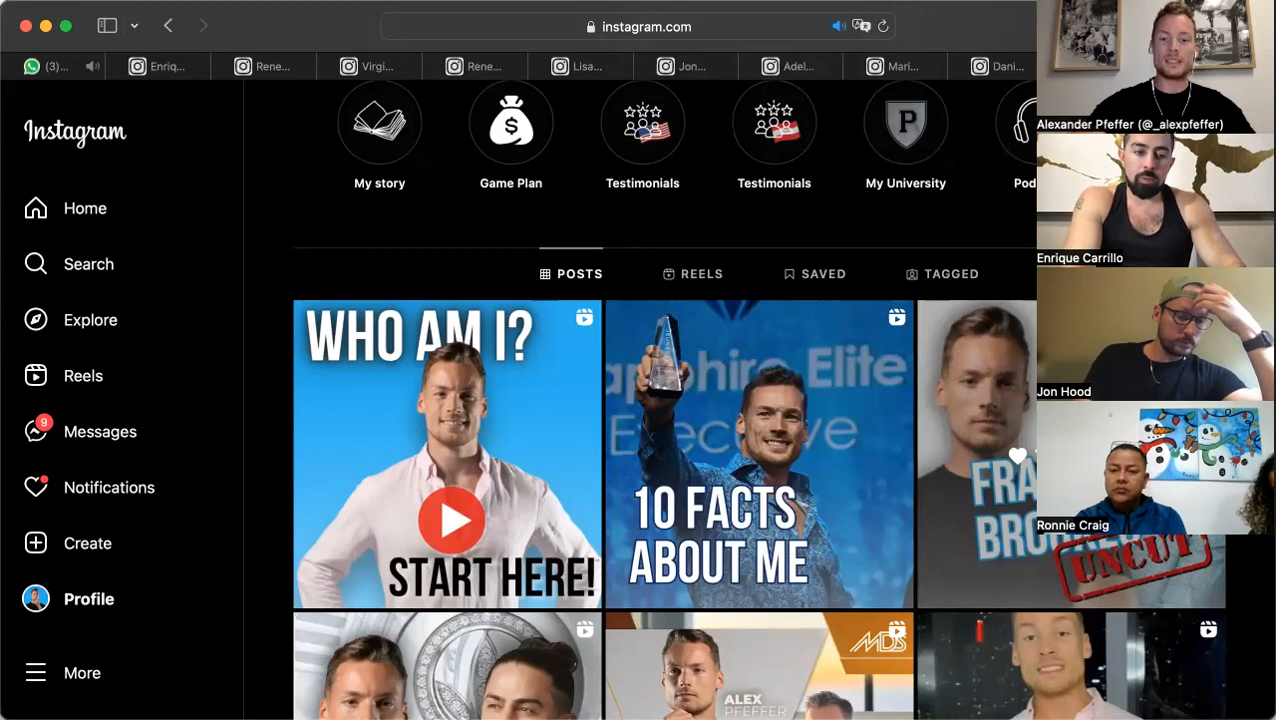 instagram.com
(3)...
Enriq...
Rene...
Virgi...
Rene...
Lisa...
Jon...
Adel...
Mari...
Dani...
Instagram
My story
Game Plan
Testimonials
Testimonials
My University
Pod
Home
Search
Explore
Reels
9
Messages
Notifications
Create
Profile
More
POSTS
REELS
SAVED
TAGGED
WHO AM I?
START HERE!
Sapphire Elite
Executive
10 FACTS
ABOUT ME
FRA
BRO
UNCUT
MDS
ALEX
PFEFFER
$
P
Alexander Pfeffer (@_alexpfeffer)
Enrique Carrillo
Jon Hood
Ronnie Craig